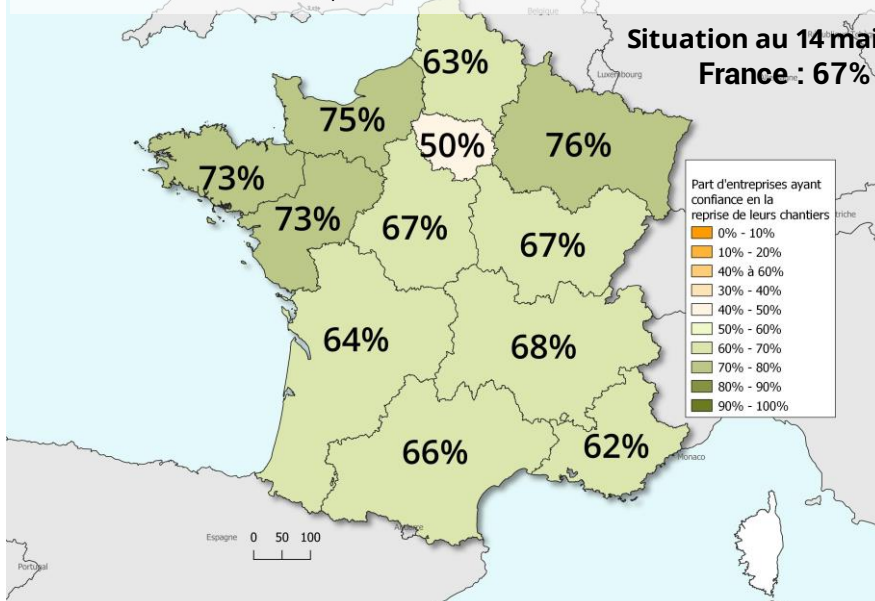 Belgique
Situation au 14 mai
France : 67%
Luxembourg
63%
75%
50%
76%
73%
73%
67%
67%
64%
68%
66%
62%
Part d'entreprises ayant
confiance en la
reprise de leurs chantiers
0% - 10%
10% - 20%
40% à 60%
30% - 40%
40% - 50%
50% - 60%
60% - 70%
70% - 80%
80% - 90%
90% - 100%
triche
Monaco
Andorre
Espagne 0 50 100
Portugal